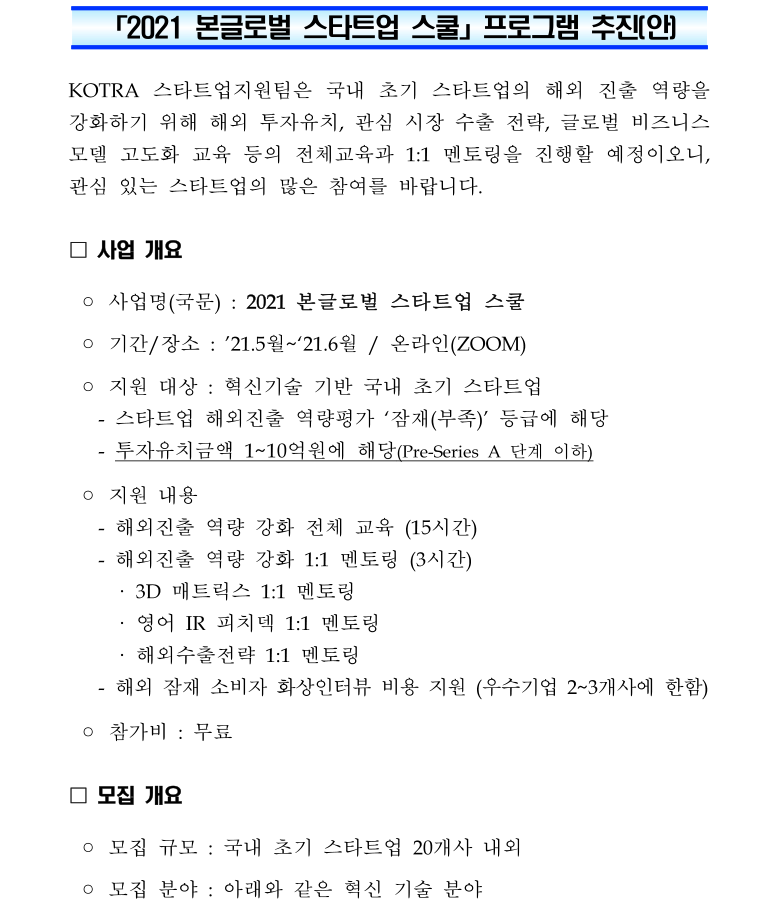 「2021 본글로벌 스타트업 스쿨」 프로그램 추진(안)
KOTRA 스타트업지원팀은 국내 초기 스타트업의 해외 진출 역량을
강화하기 위해 해외 투자유치, 관심 시장 수출 전략, 글로벌 비즈니스
모델 고도화 교육 등의 전체교육과 1:1 멘토링을 진행할 예정이오니,
관심 있는 스타트업의 많은 참여를 바랍니다.
□ 사업 개요
○ 사업명(국문) : 2021 본글로벌 스타트업 스쿨
○ 기간/장소 : ’21.5월~‘21.6월 / 온라인(ZOOM)
○ 지원 대상 : 혁신기술 기반 국내 초기 스타트업
- 스타트업 해외진출 역량평가 ‘잠재(부족)’ 등급에 해당
- 투자유치금액 1~10억원에 해당(Pre-Series A 단계 이하)
○ 지원 내용
- 해외진출 역량 강화 전체 교육 (15시간)
- 해외진출 역량 강화 1:1 멘토링 (3시간)
· 3D 매트릭스 1:1 멘토링
· 영어 IR 피치덱 1:1 멘토링
· 해외수출전략 1:1 멘토링
- 해외 잠재 소비자 화상인터뷰 비용 지원 (우수기업 2~3개사에 한함)
○ 참가비 : 무료
□ 모집 개요
○ 모집 규모 : 국내 초기 스타트업 20개사 내외
○ 모집 분야 : 아래와 같은 혁신 기술 분야